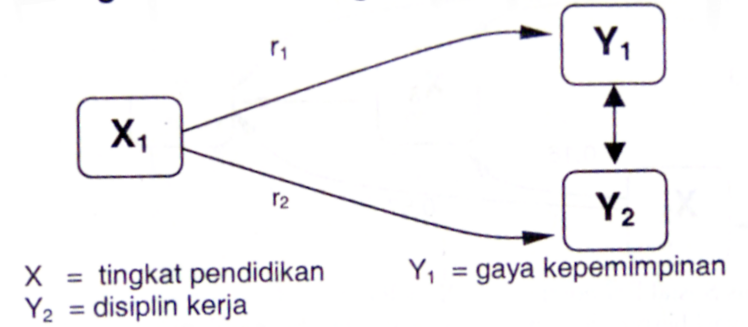 r₁
Y₁
X₁
r₂
Y₂
X = tingkat pendidikan
Y₁ = gaya kepemimpinan
Y₂ = disiplin kerja